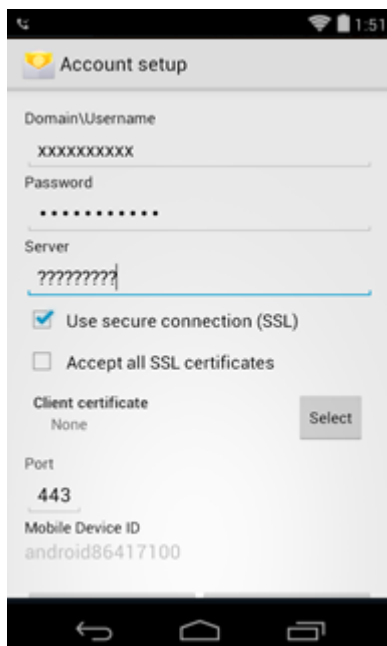 1:51
Account setup
Domain\Username
xxxxxxxxxx
Password
•••••••••••
Server
?????????
Use secure connection (SSL)
Accept all SSL certificates
Client certificate
None
Select
Port
443
Mobile Device ID
android86417100